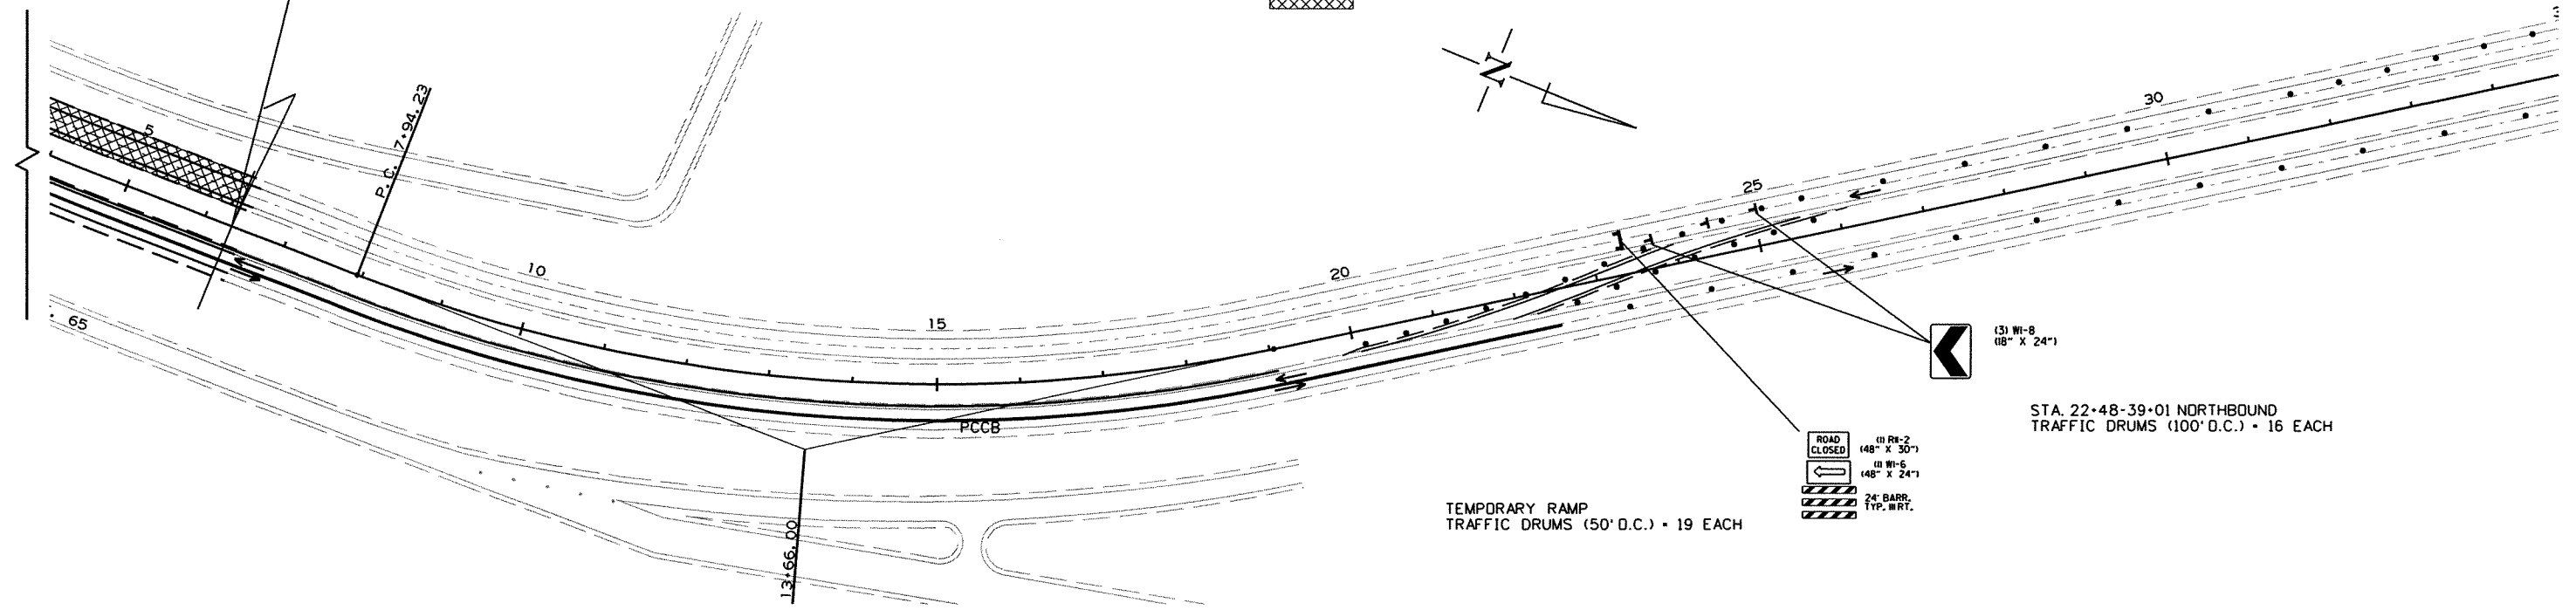 N
5
P.C. 7+94.23
10
15
20
25
30
65
PCCB
13+66.00
(3) W1-8
(18" X 24")
STA. 22+48-39+01 NORTHBOUND
TRAFFIC DRUMS (100' O.C.) = 16 EACH
ROAD
CLOSED
(1) R11-2
(48" X 30")
(1) W1-6
(48" X 24")
24' BARR.
TYP. III RT.
TEMPORARY RAMP
TRAFFIC DRUMS (50' O.C.) = 19 EACH